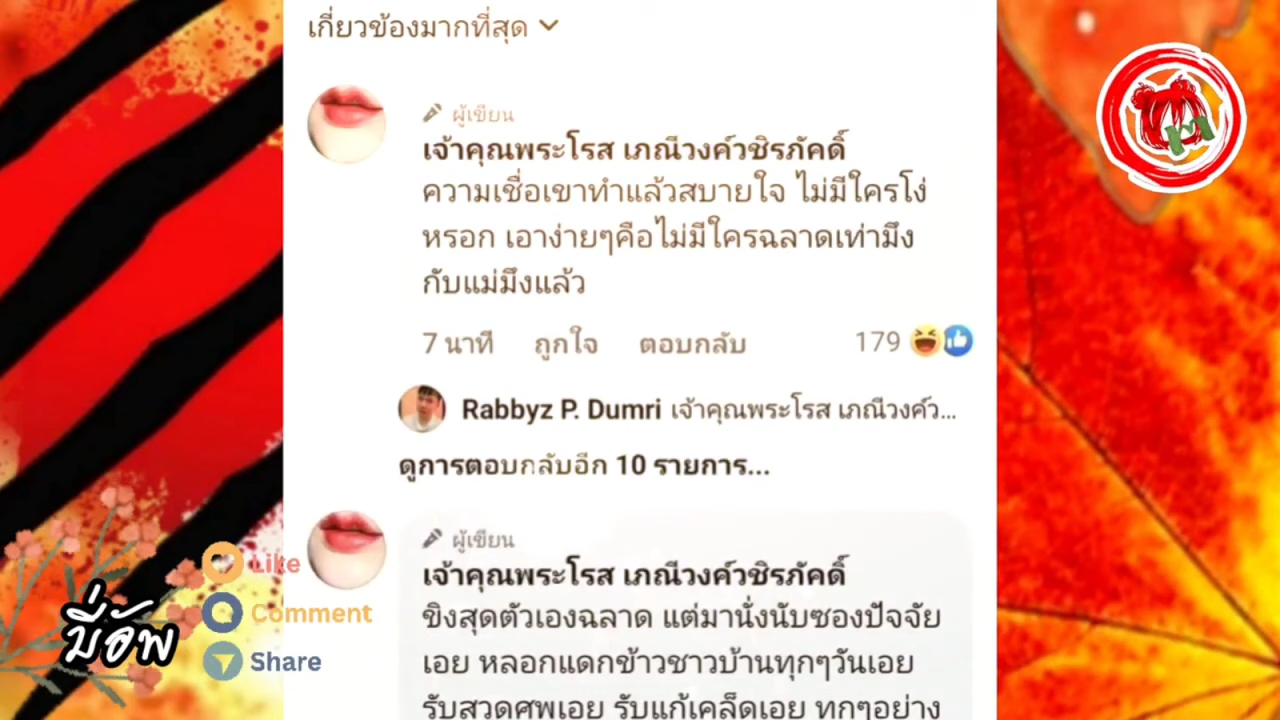 เกี่ยวข้องมากที่สุด
ผู้เขียน
เจ้าคุณพระโรส เภณีวงค์วชิรภัคดิ์
ความเชื่อเขาทำแล้วสบายใจ ไม่มีใครโง่
หรอก เอาง่ายๆคือไม่มีใครฉลาดเท่ามึง
กับแม่มึงแล้ว
7 นาที ถูกใจ ตอบกลับ 179
Rabbyz P. Dumri เจ้าคุณพระโรส เภณีวงค์ว...
ดูการตอบกลับอีก 10 รายการ...
ผู้เขียน
เจ้าคุณพระโรส เภณีวงค์วชิรภัคดิ์
ขิงสุดตัวเองฉลาด แต่มานั่งนับซองปัจจัย
เอย หลอกแดกข้าวชาวบ้านทุกๆวันเอย
รับสวดศพเอย รับแก้เคล็ดเอย ทุกๆอย่าง
Like
Comment
Share
บี่อัพ